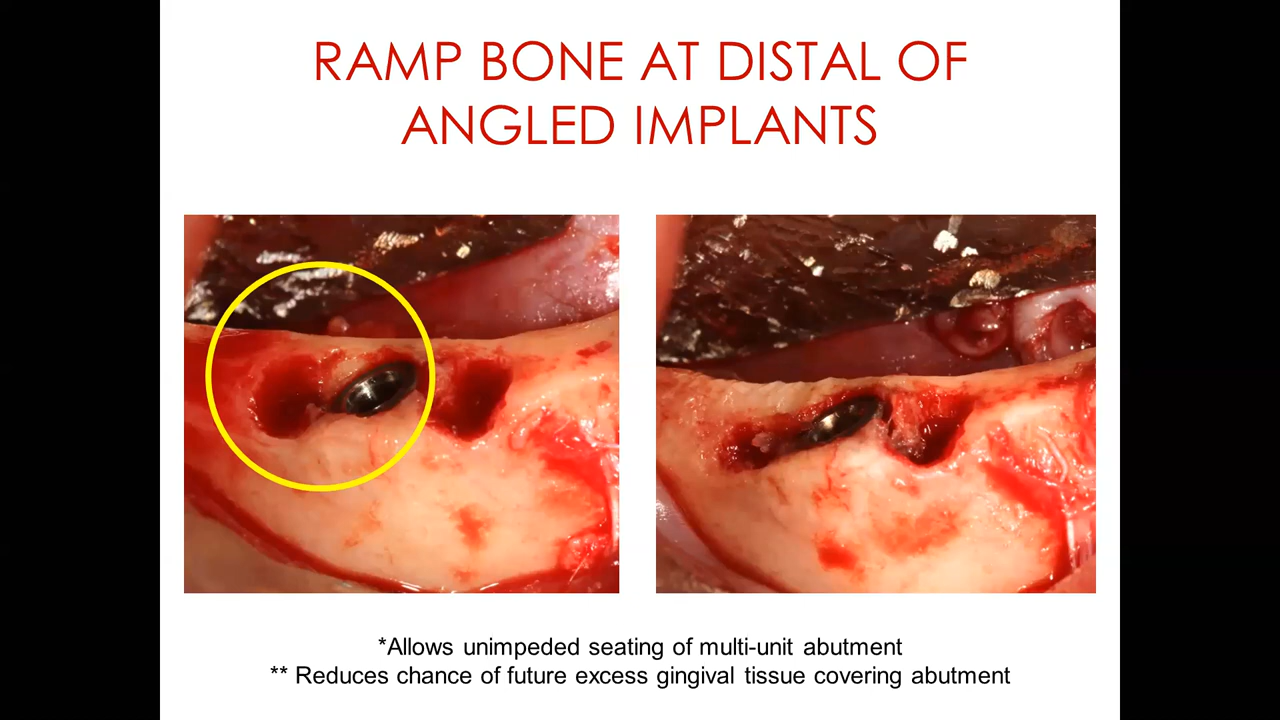 RAMP BONE AT DISTAL OF
ANGLED IMPLANTS
*Allows unimpeded seating of multi-unit abutment
** Reduces chance of future excess gingival tissue covering abutment